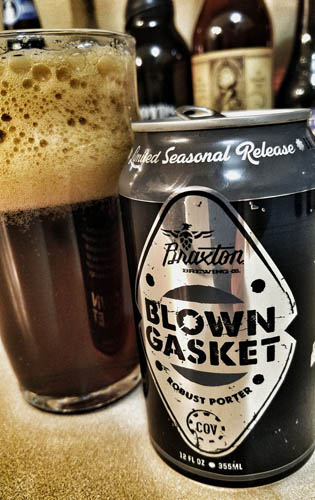 Limited Seasonal Release
Braxton
BREWING CO.
BLOWN
GASKET
ROBUST PORTER
COV
12 FL OZ ● 355ML